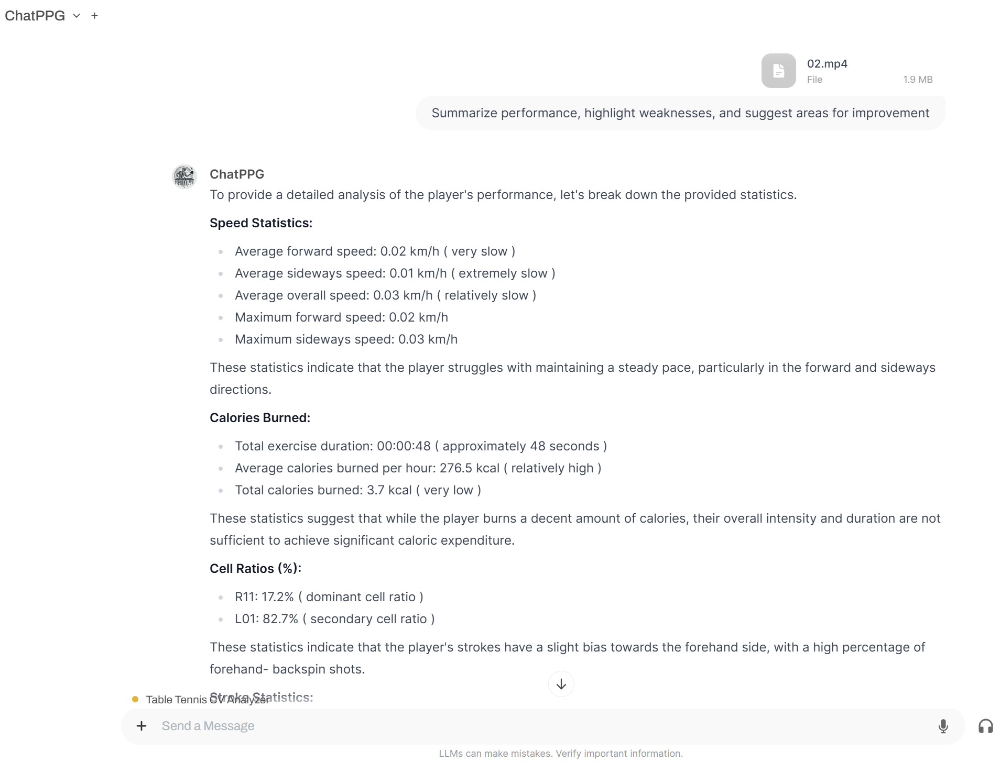 ChatPPG
02.mp4
File 1.9 MB
Summarize performance, highlight weaknesses, and suggest areas for improvement
ChatPPG
To provide a detailed analysis of the player's performance, let's break down the provided statistics.
Speed Statistics:
Average forward speed: 0.02 km/h ( very slow )
Average sideways speed: 0.01 km/h ( extremely slow )
Average overall speed: 0.03 km/h ( relatively slow )
Maximum forward speed: 0.02 km/h
Maximum sideways speed: 0.03 km/h
These statistics indicate that the player struggles with maintaining a steady pace, particularly in the forward and sideways
directions.
Calories Burned:
Total exercise duration: 00:00:48 ( approximately 48 seconds )
Average calories burned per hour: 276.5 kcal ( relatively high )
Total calories burned: 3.7 kcal ( very low )
These statistics suggest that while the player burns a decent amount of calories, their overall intensity and duration are not
sufficient to achieve significant caloric expenditure.
Cell Ratios (%):
R11: 17.2% ( dominant cell ratio )
L01: 82.7% ( secondary cell ratio )
These statistics indicate that the player's strokes have a slight bias towards the forehand side, with a high percentage of
forehand- backspin shots.
Stroke Statistics:
Table Tennis CV Analyzer
Send a Message
LLMs can make mistakes. Verify important information.